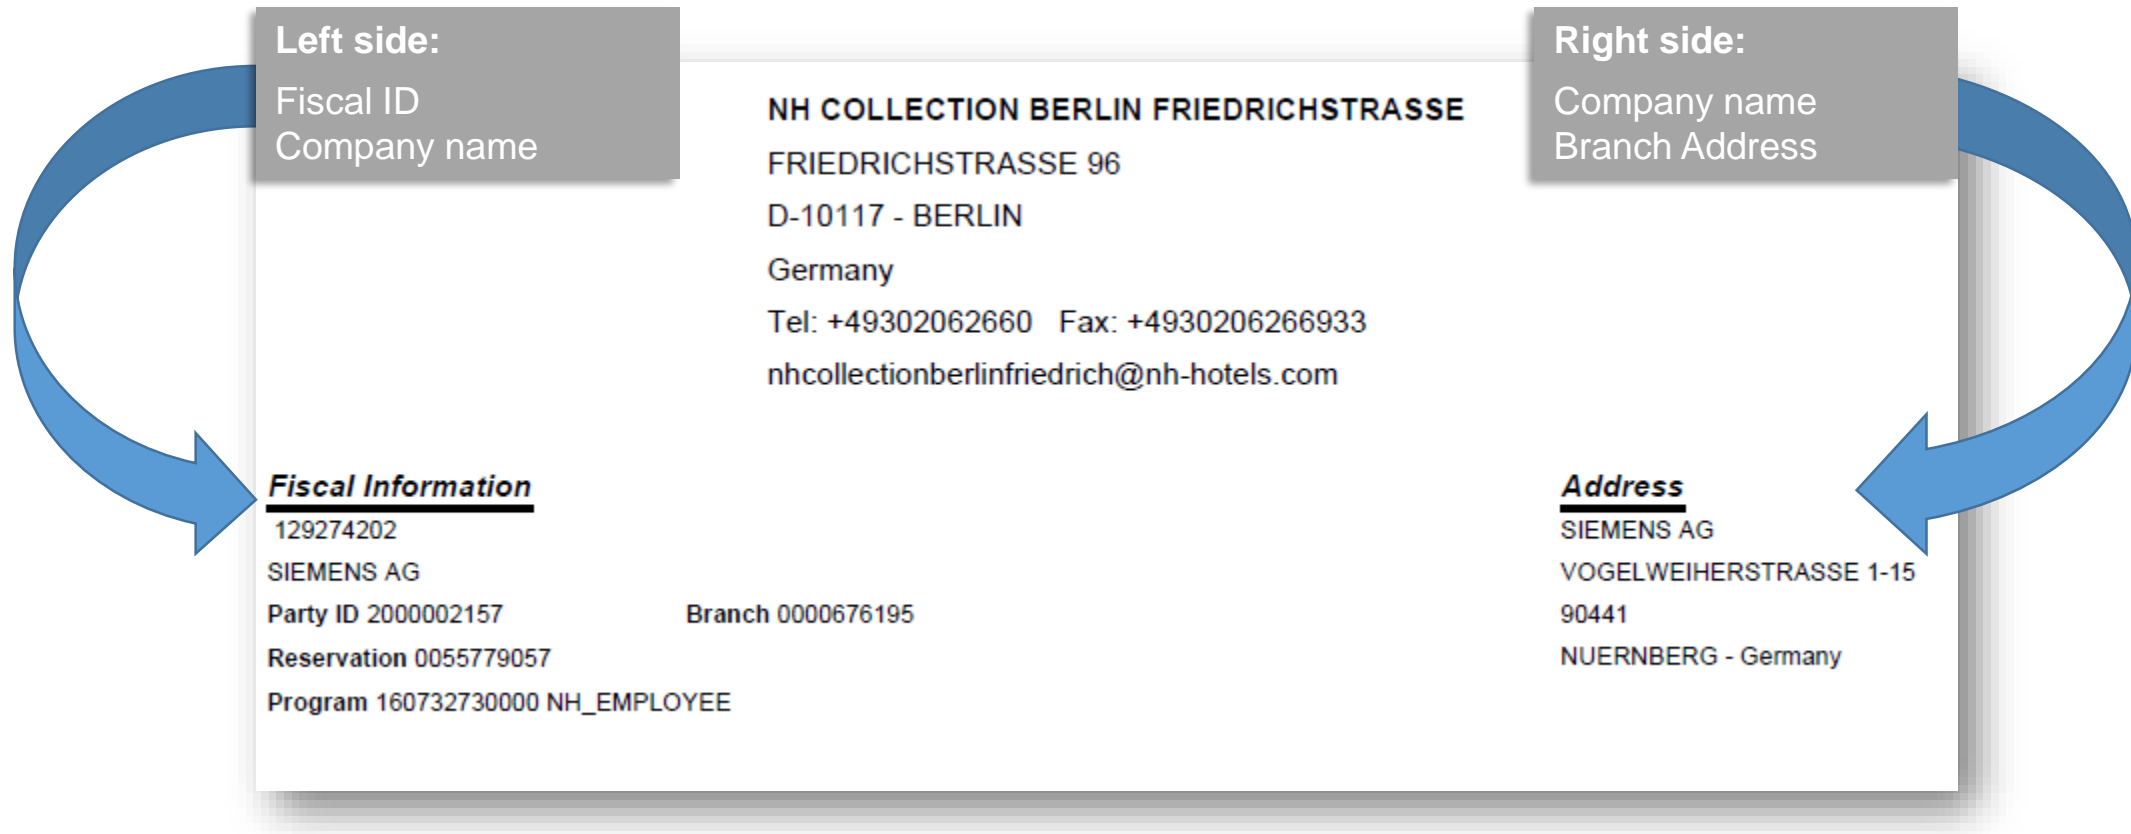 Left side:
Fiscal ID
Company name
Right side:
Company name
Branch Address
NH COLLECTION BERLIN FRIEDRICHSTRASSE
FRIEDRICHSTRASSE 96
D-10117 - BERLIN
Germany
Tel: +49302062660 Fax: +4930206266933
nhcollectionberlinfriedrich@nh-hotels.com
Fiscal Information
129274202
SIEMENS AG
Party ID 2000002157 Branch 0000676195
Reservation 0055779057
Program 160732730000 NH_EMPLOYEE
Address
SIEMENS AG
VOGELWEIHERSTRASSE 1-15
90441
NUERNBERG - Germany